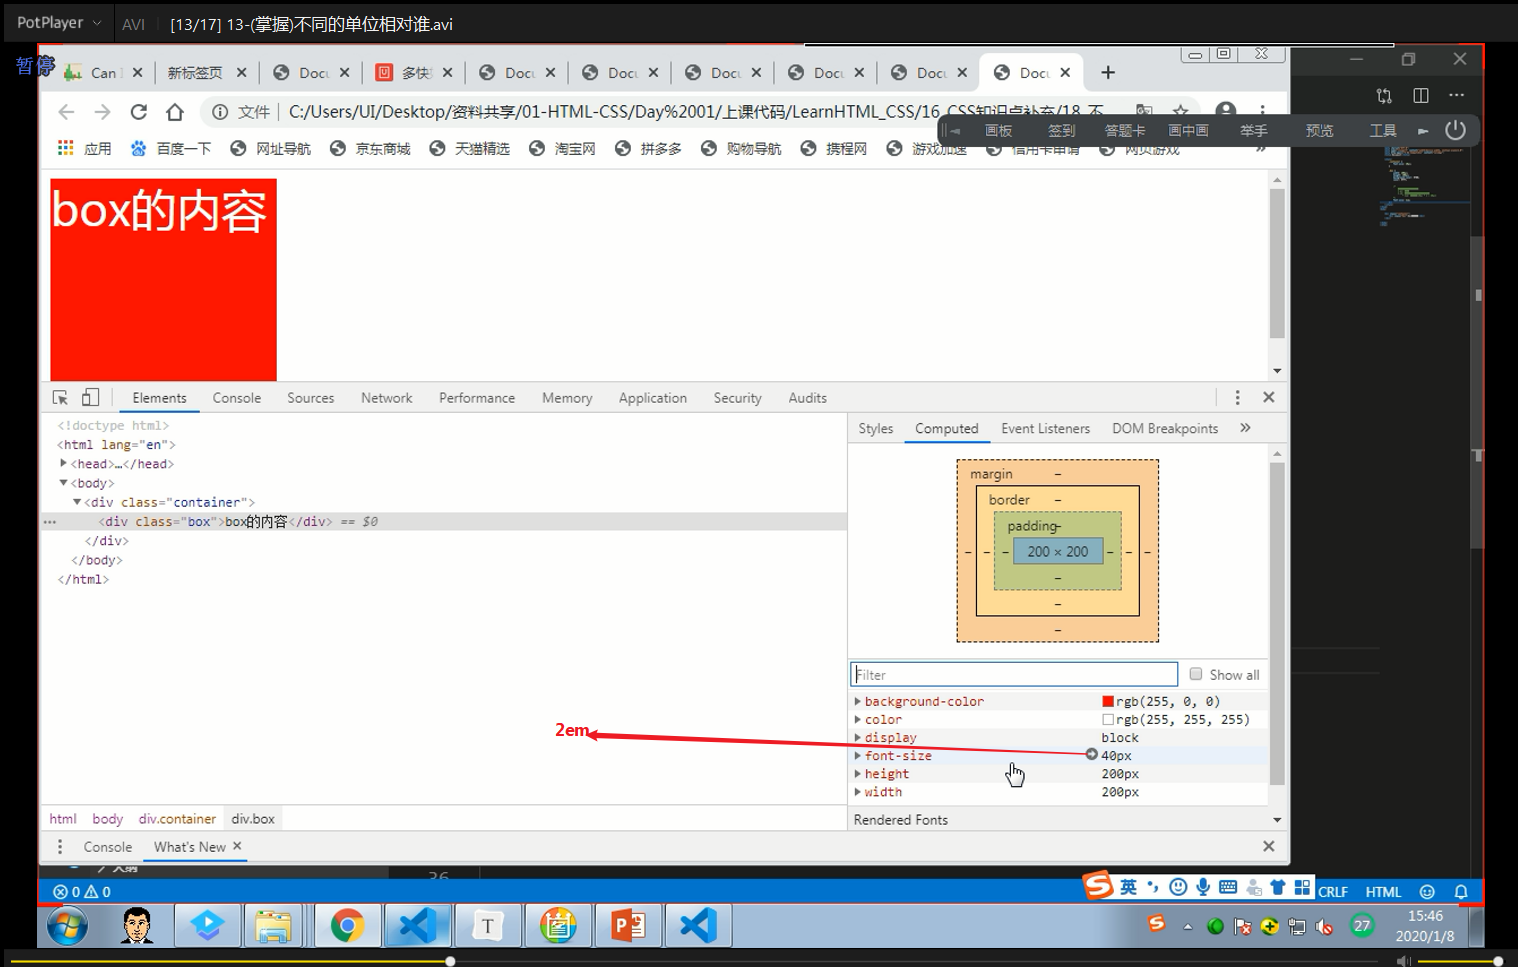 PotPlayer AVI [13/17] 13-(掌握)不同的单位相对谁.avi
暂停
Can 新标签页 Docu 多快 Docu Docu Docu Docu Docu Docu
文件 C:/Users/UI/Desktop/资料共享/01-HTML-CSS/Day%2001/上课代码/LearnHTML_CSS/16_CSS知识点补充/18_不
画板 签到 答题卡 画中画 举手 预览 工具
应用 百度一下 网址导航 京东商城 天猫精选 淘宝网 拼多多 购物导航 携程网 游戏加速 信用卡申请 网页游戏 »
box的内容
Elements Console Sources Network Performance Memory Application Security Audits
Styles Computed Event Listeners DOM Breakpoints »
<!doctype html>
<html lang="en">
<head>…</head>
<body>
<div class="container">
<div class="box">box的内容</div> == $0
</div>
</body>
</html>
margin –
border –
padding –
– – – 200 × 200 – – –
–
–
–
Filter Show all
background-color rgb(255, 0, 0)
color rgb(255, 255, 255)
display block
font-size 40px
height 200px
width 200px
2em
Rendered Fonts
html body div.container div.box
Console What's New
大纲 36
0 0 英 CRLF HTML
T 27
15:46
2020/1/8